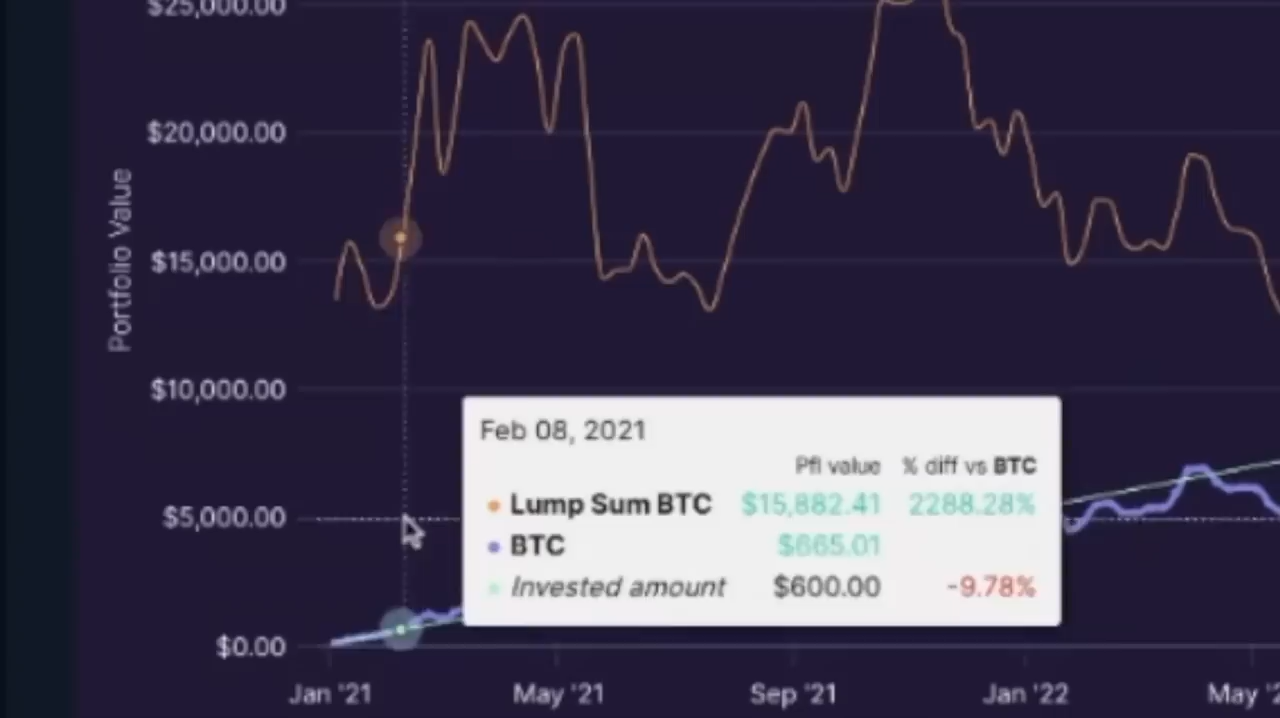 $25,000.00
$20,000.00
$15,000.00
$10,000.00
$5,000.00
$0.00
Portfolio Value
Feb 08, 2021
Pfl value % diff vs BTC
Lump Sum BTC $15,882.41 2288.28%
BTC $665.01
Invested amount $600.00 -9.78%
Jan '21 May '21 Sep '21 Jan '22 May '2